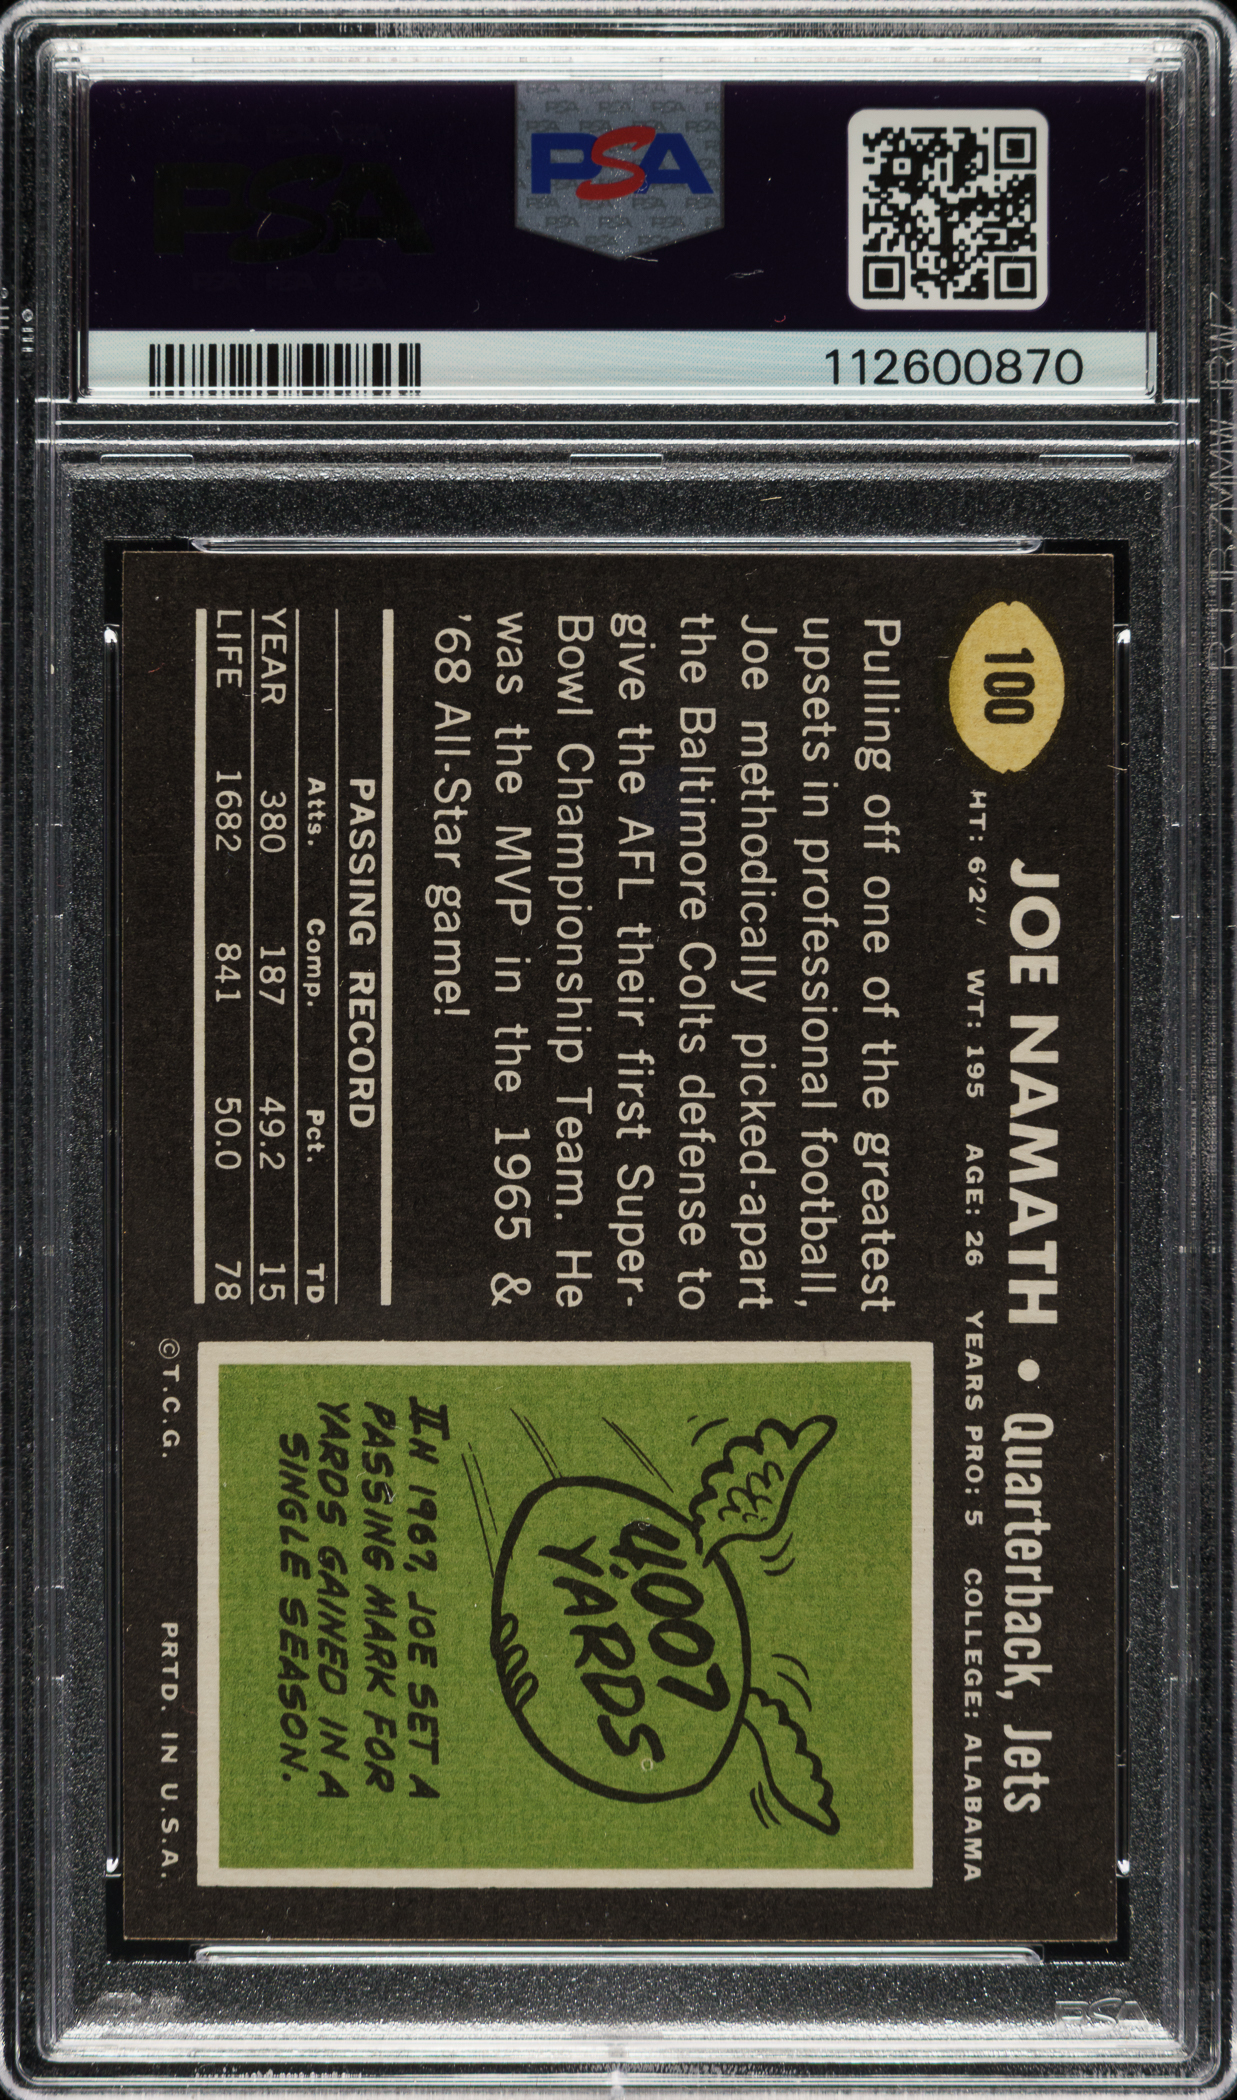 PSA
112600870
100
JOE NAMATH • Quarterback, Jets
HT: 6'2" WT: 195 AGE: 26 YEARS PRO: 5 COLLEGE: ALABAMA
Pulling off one of the greatest
upsets in professional football,
Joe methodically picked-apart
the Baltimore Colts defense to
give the AFL their first Super-
Bowl Championship Team. He
was the MVP in the 1965 &
'68 All-Star game!
PASSING RECORD
Atts. Comp. Pct. TD
YEAR 380 187 49.2 15
LIFE 1682 841 50.0 78
4,007
YARDS
IN 1967, JOE SET A
PASSING MARK FOR
YARDS GAINED IN A
SINGLE SEASON.
©T.C.G. PRTD. IN U.S.A.
PSA